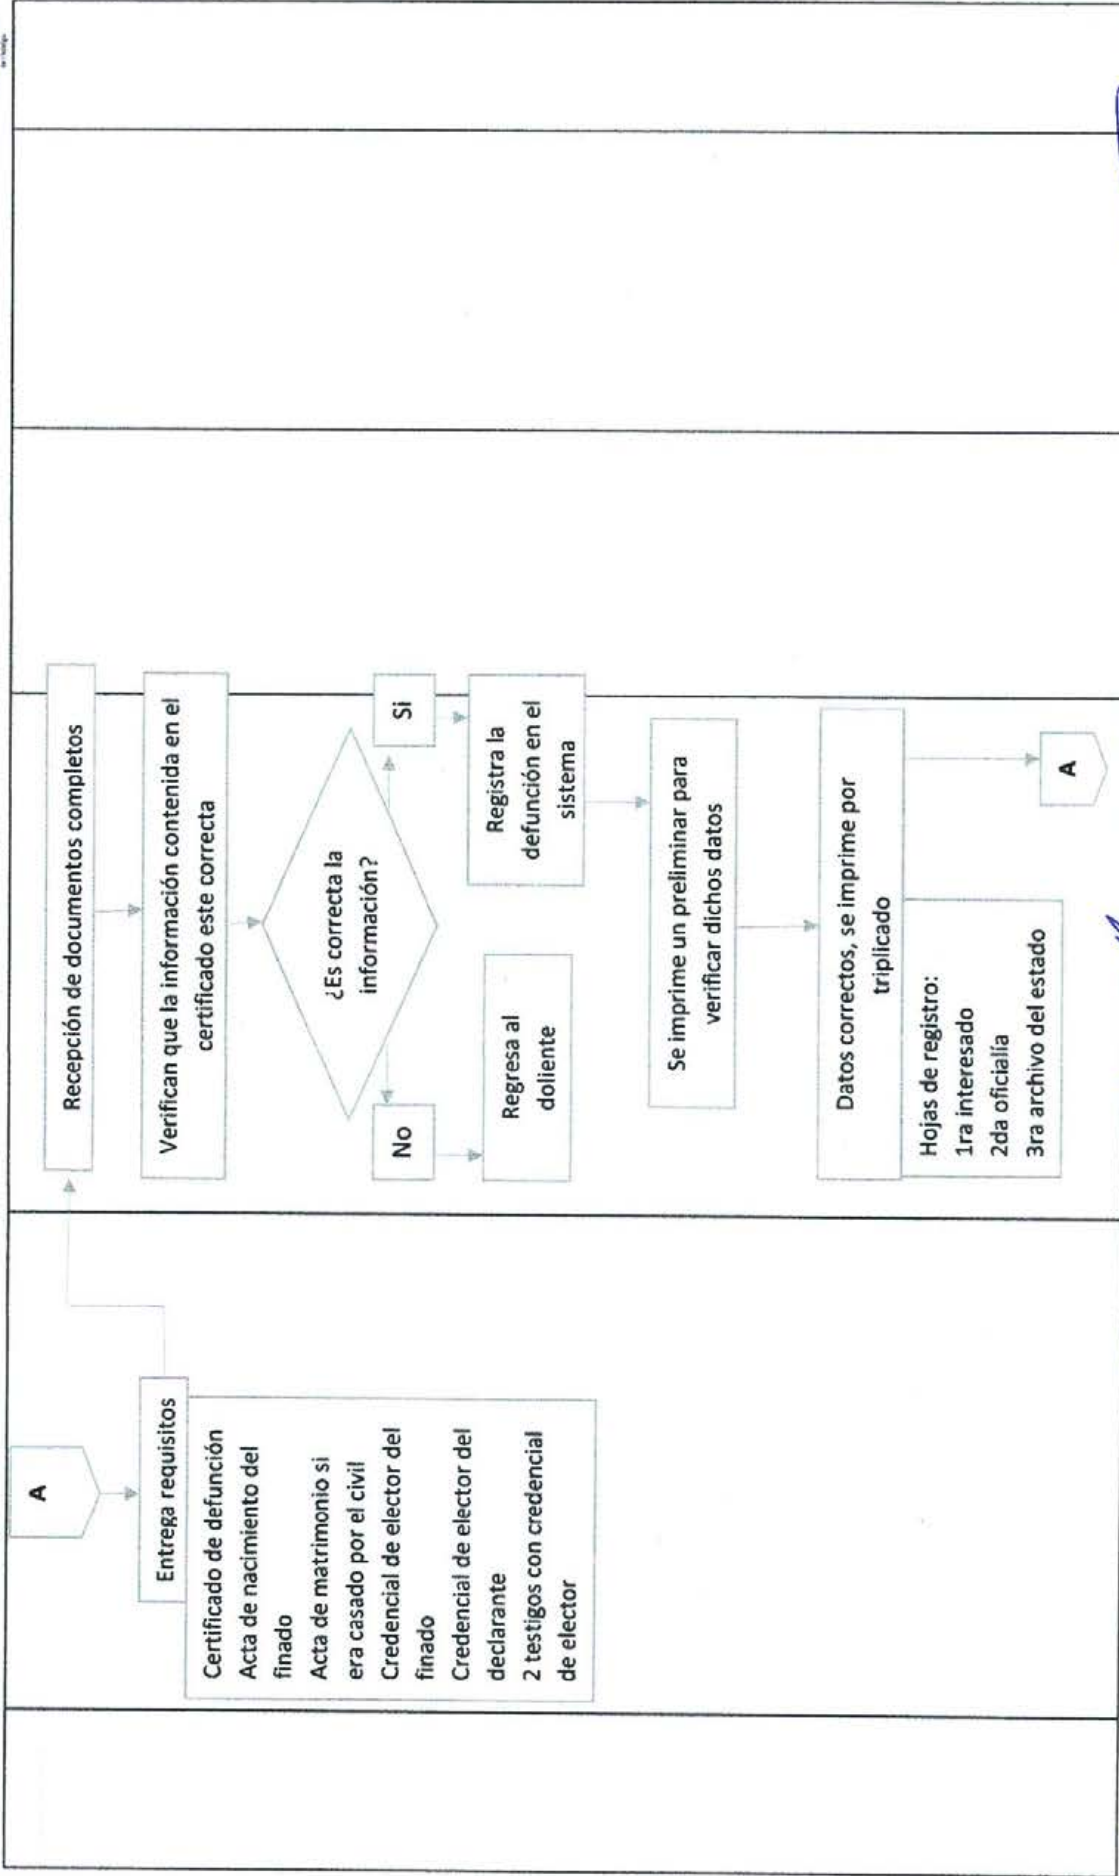 A
Entrega requisitos
Certificado de defunción
Acta de nacimiento del
finado
Acta de matrimonio si
era casado por el civil
Credencial de elector del
finado
Credencial de elector del
declarante
2 testigos con credencial
de elector
Recepción de documentos completos
Verifican que la información contenida en el
certificado este correcta
¿Es correcta la
información?
No
Si
Regresa al
doliente
Registra la
defunción en el
sistema
Se imprime un preliminar para
verificar dichos datos
Datos correctos, se imprime por
triplicado
Hojas de registro:
1ra interesado
2da oficialía
3ra archivo del estado
A